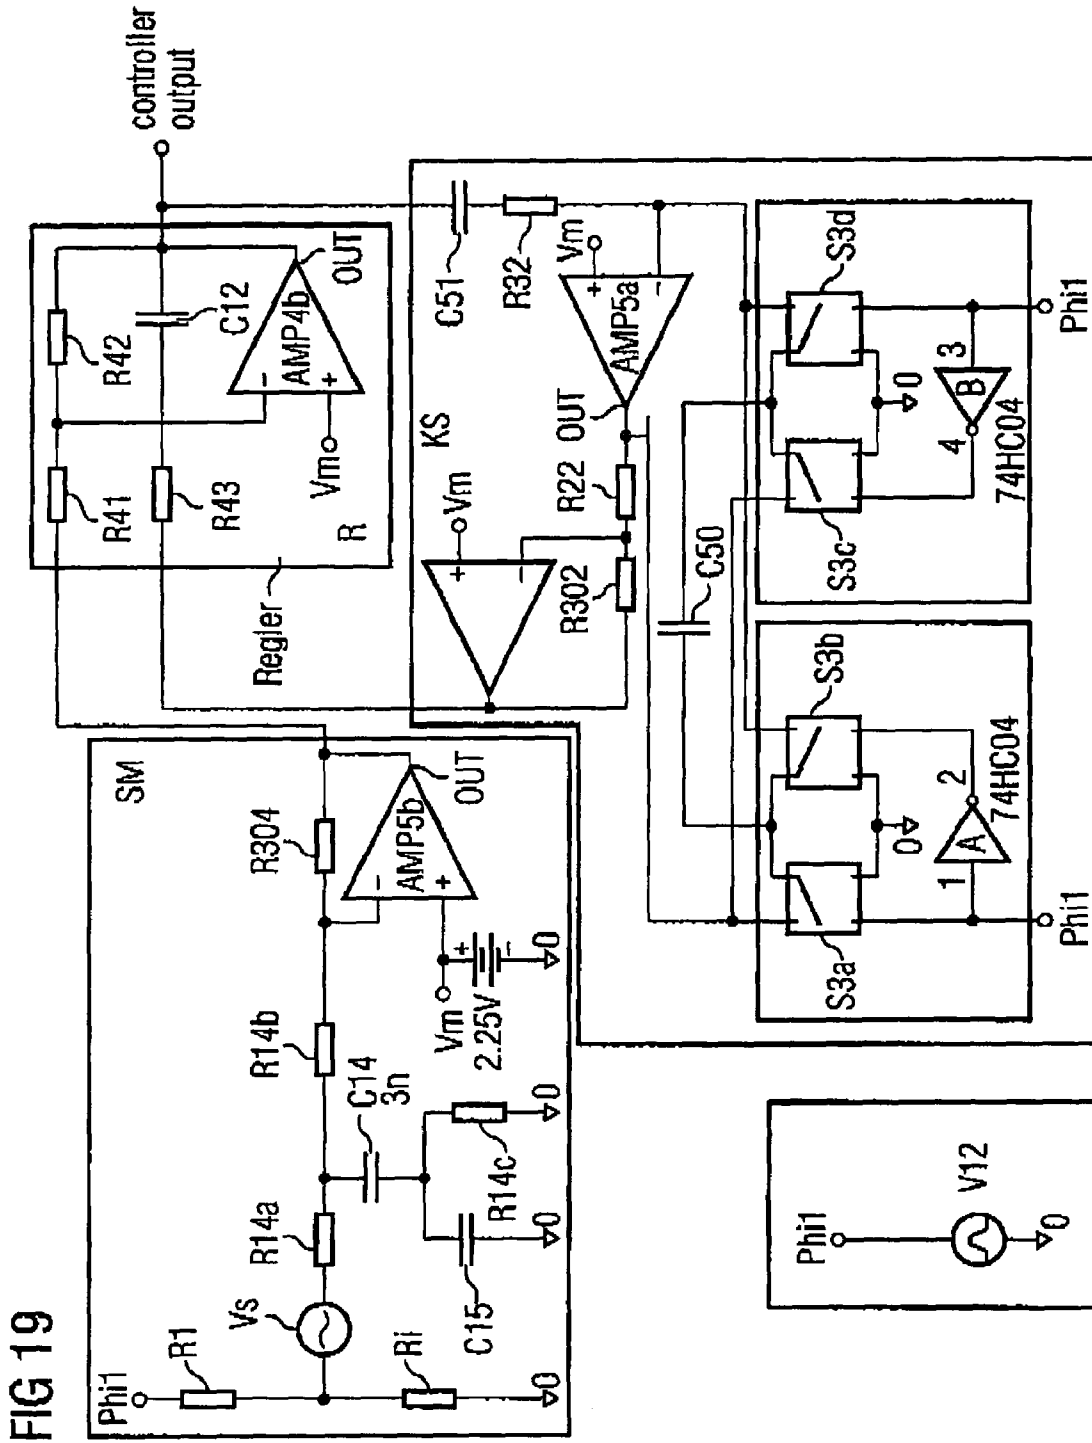 FIG 19
Phi1
R1
Ri
0
Vs
R14a
R14b
R304
SM
C14
3n
C15
R14c
0
0
Vm
2.25V
+
-
0
-
+
AMP5b
OUT
Regler
R41
R42
R43
C12
Vm
-
+
AMP4b
OUT
R
controller
output
KS
C51
R32
Vm
+
-
AMP5a
OUT
Vm
+
-
R22
R302
C50
S3a
S3b
1
A
2
0
74HC04
Phi1
S3c
S3d
4
B
3
0
74HC04
Phi1
Phi1
V12
0